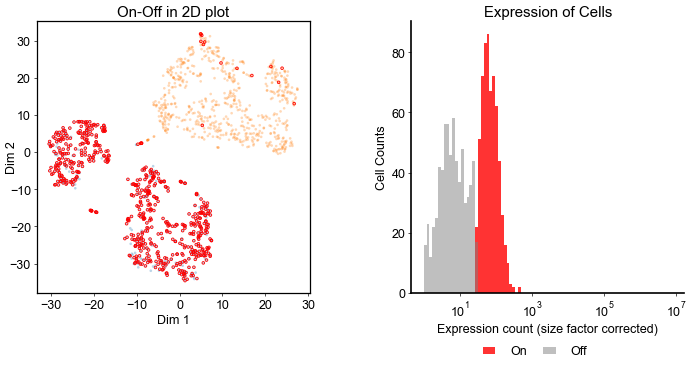 On-Off in 2D plot
Dim 2
30
20
10
0
−10
−20
−30
−30 −20 −10 0 10 20 30
Dim 1
Expression of Cells
Cell Counts
80
60
40
20
0
10^1 10^3 10^5 10^7
Expression count (size factor corrected)
On Off